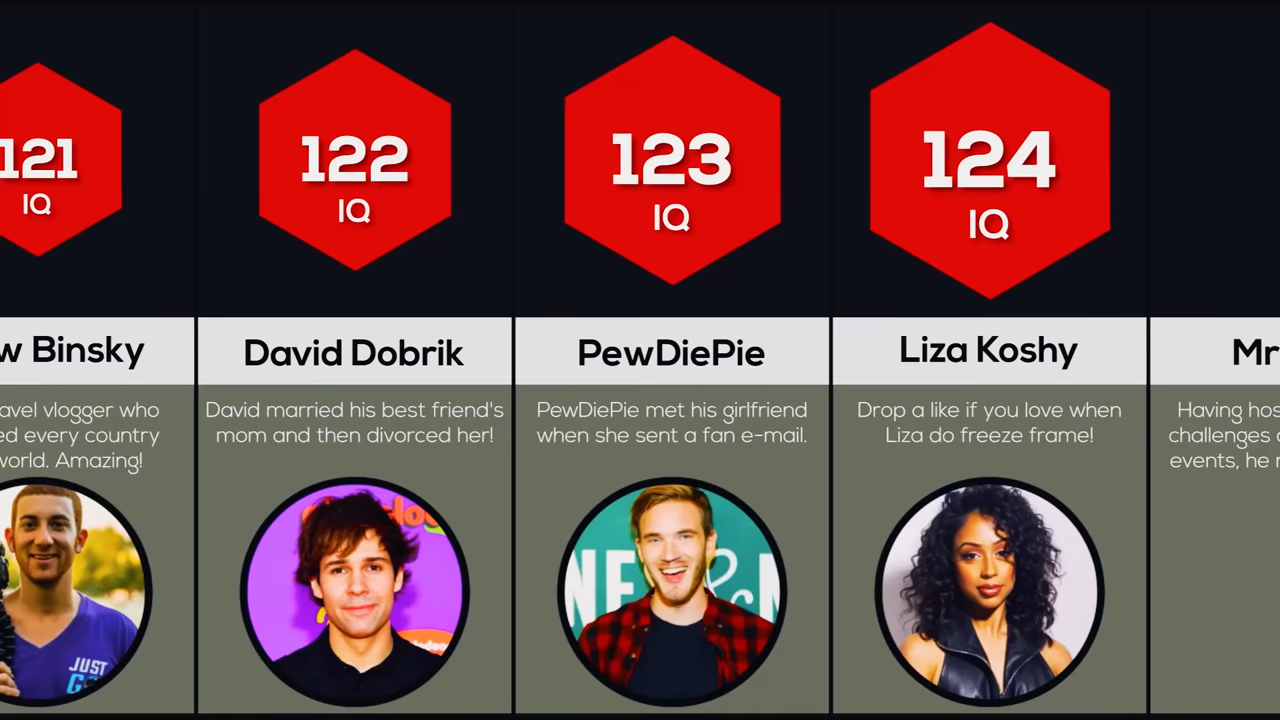 121
IQ
w Binsky
avel vlogger who
ed every country
world. Amazing!
JUST
122
IQ
David Dobrik
David married his best friend's
mom and then divorced her!
123
IQ
PewDiePie
PewDiePie met his girlfriend
when she sent a fan e-mail.
124
IQ
Liza Koshy
Drop a like if you love when
Liza do freeze frame!
Mr
Having hos
challenges
events, he